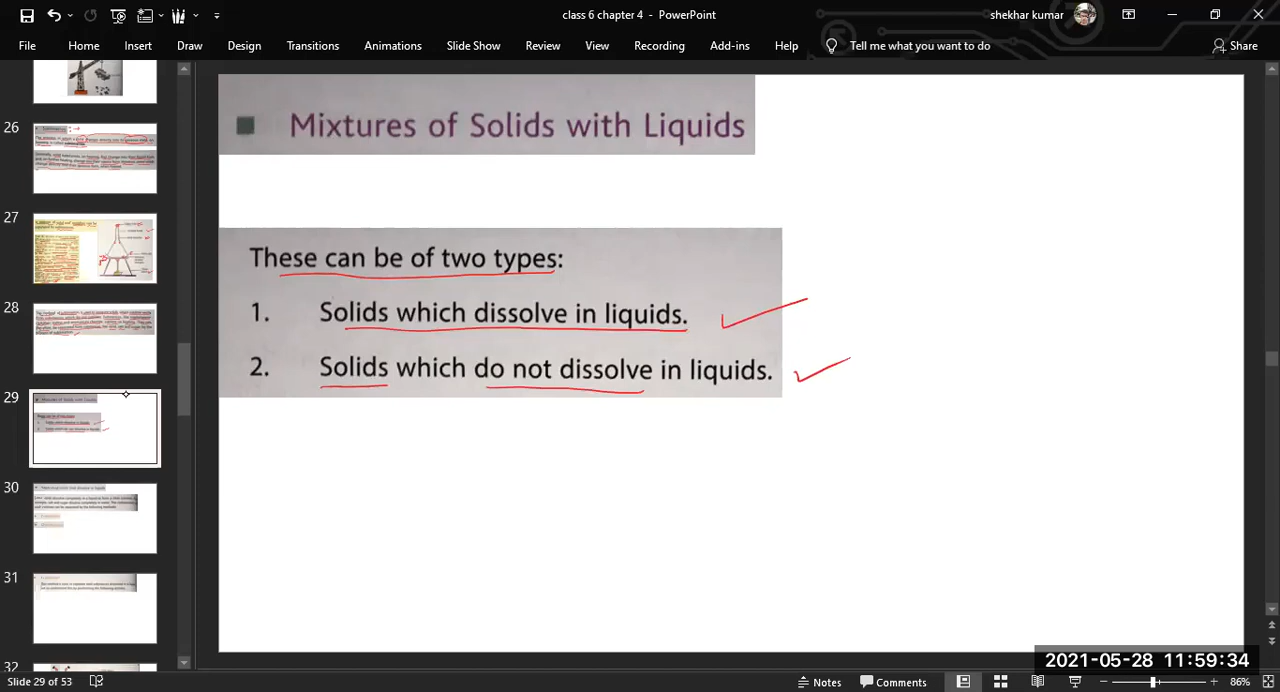 class 6 chapter 4 - PowerPoint
shekhar kumar
File Home Insert Draw Design Transitions Animations Slide Show Review View Recording Add-ins Help Tell me what you want to do Share
Mixtures of Solids with Liquids
These can be of two types:
1. Solids which dissolve in liquids.
2. Solids which do not dissolve in liquids.
26
27
28
29
30
31
32
2021-05-28 11:59:34
Slide 29 of 53 Notes Comments 86%